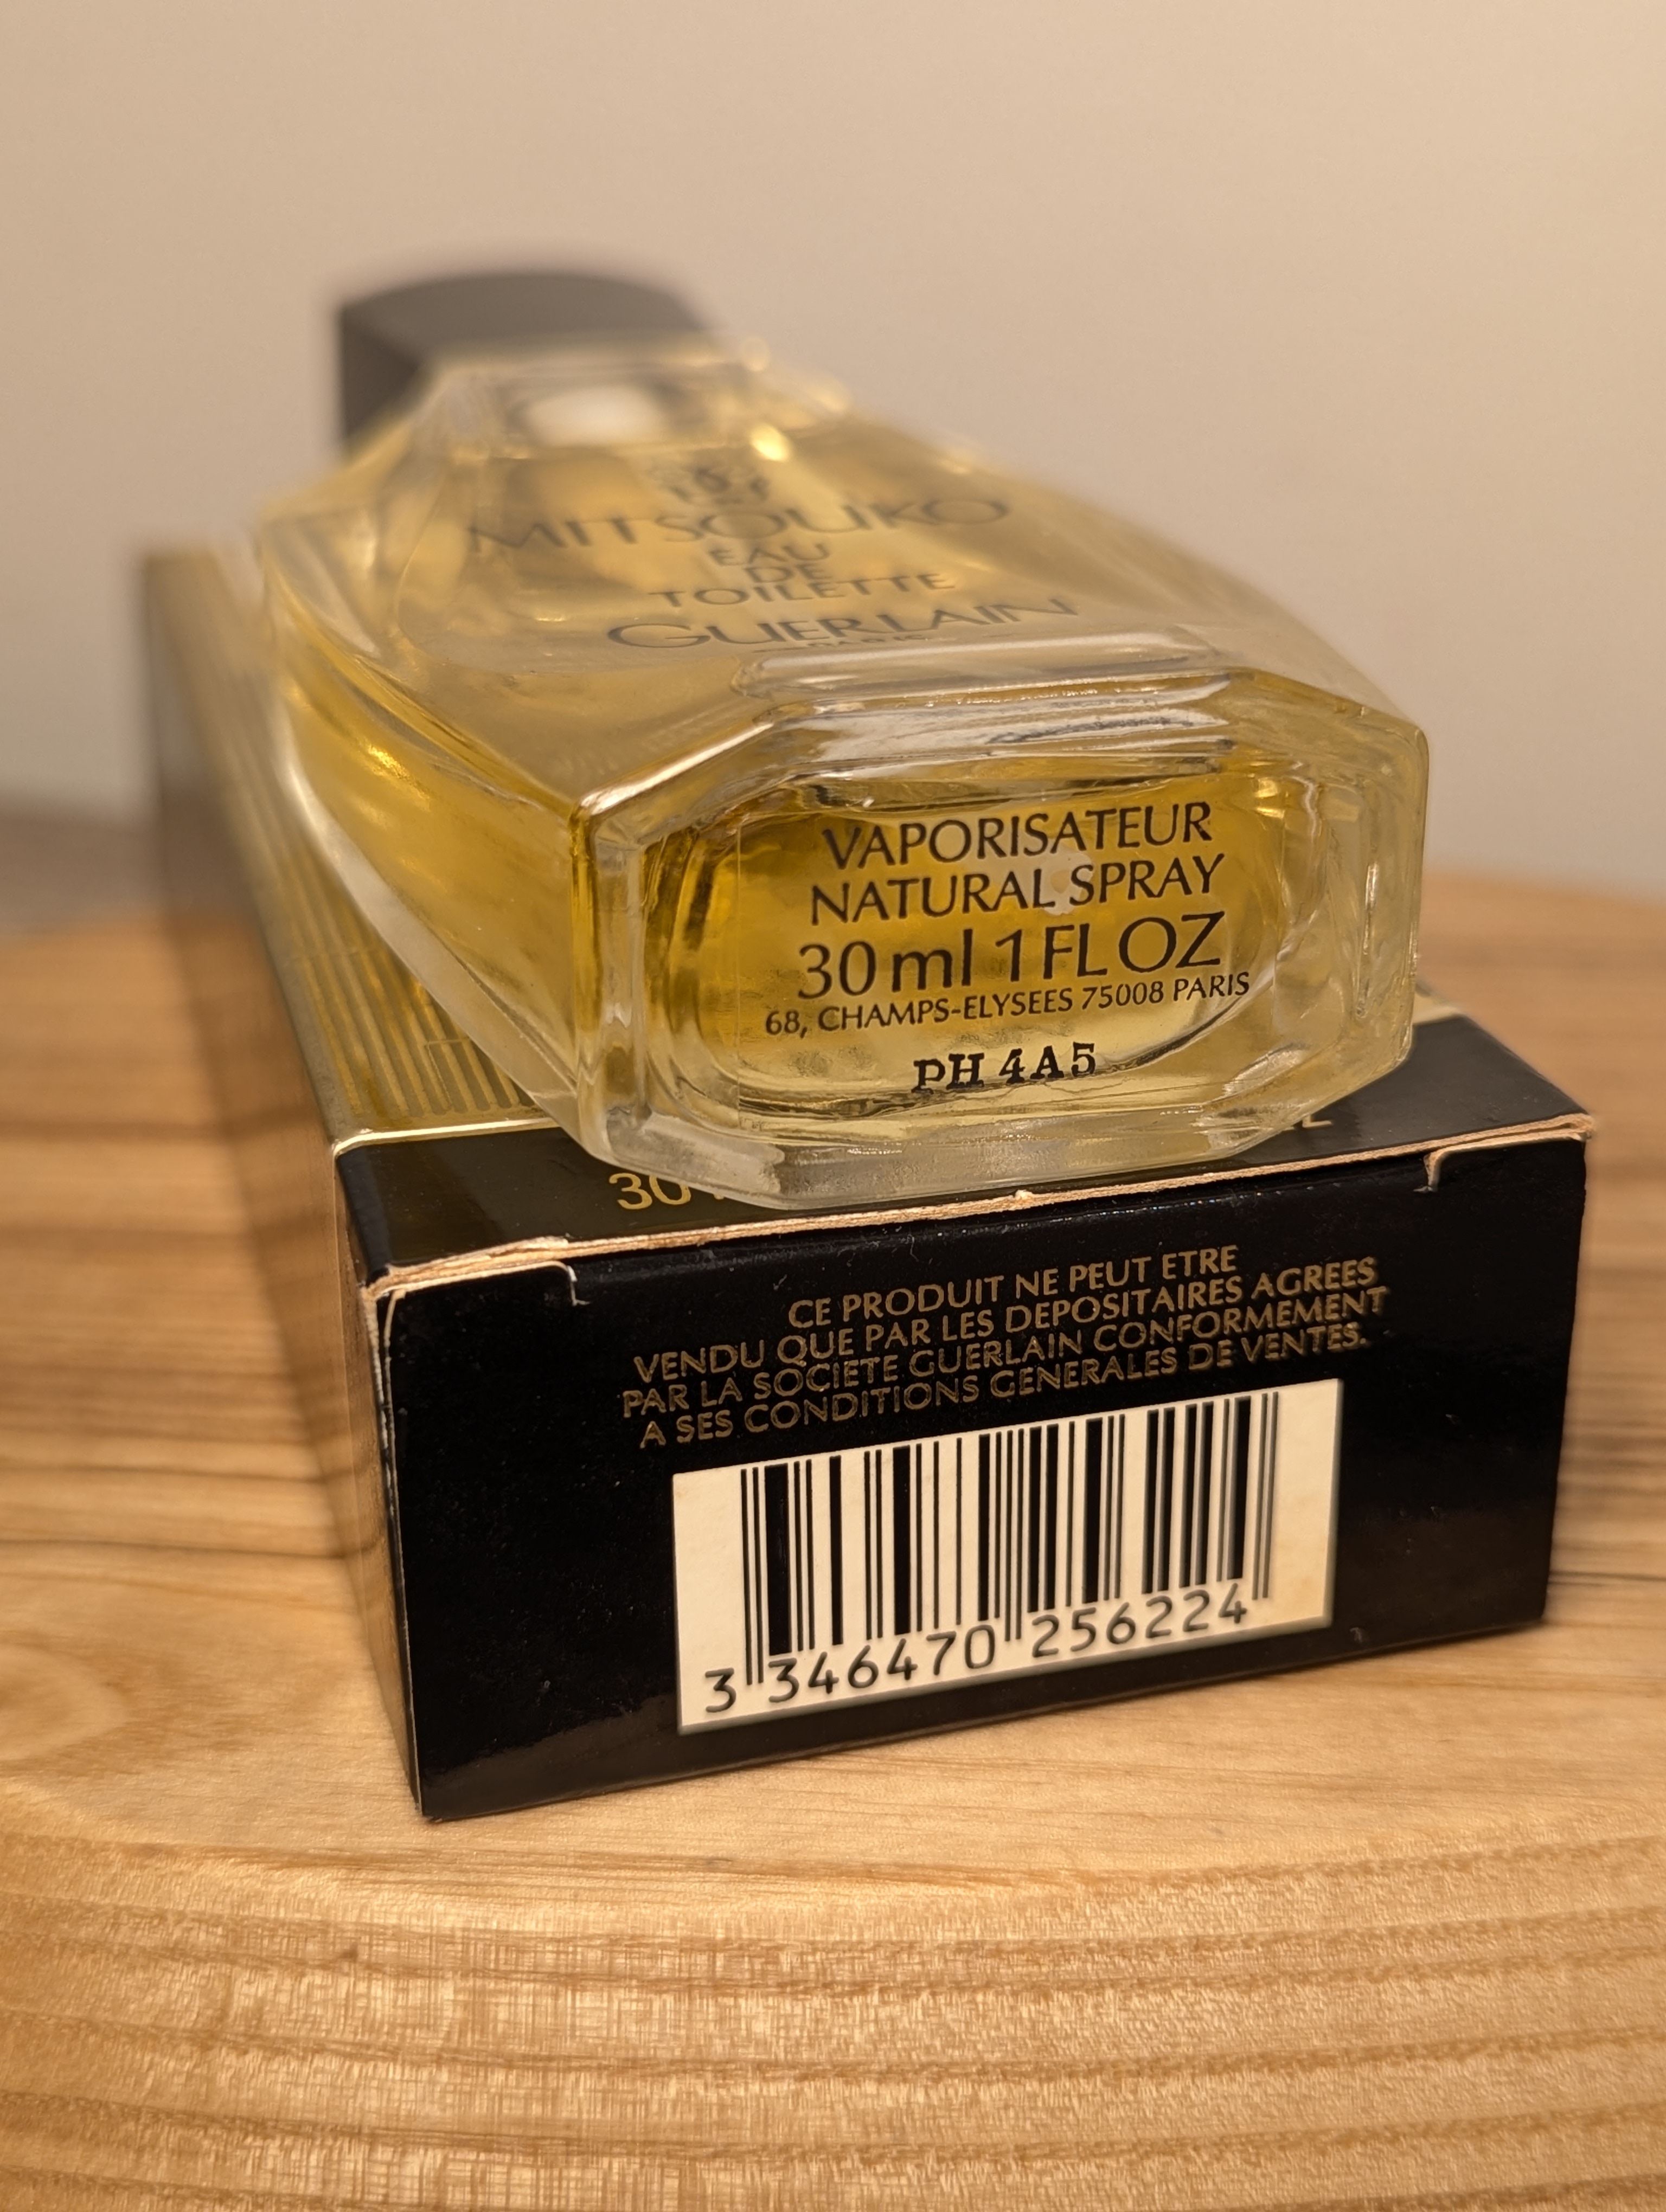 MITSOUKO
EAU
DE
TOILETTE
GUERLAIN
PARIS
VAPORISATEUR
NATURAL SPRAY
30 ml 1 FL OZ
68, CHAMPS-ELYSEES 75008 PARIS
PH 4A5
30
CE PRODUIT NE PEUT ETRE
VENDU QUE PAR LES DEPOSITAIRES AGREES
PAR LA SOCIETE GUERLAIN CONFORMEMENT
A SES CONDITIONS GENERALES DE VENTES.
3 346470 256224